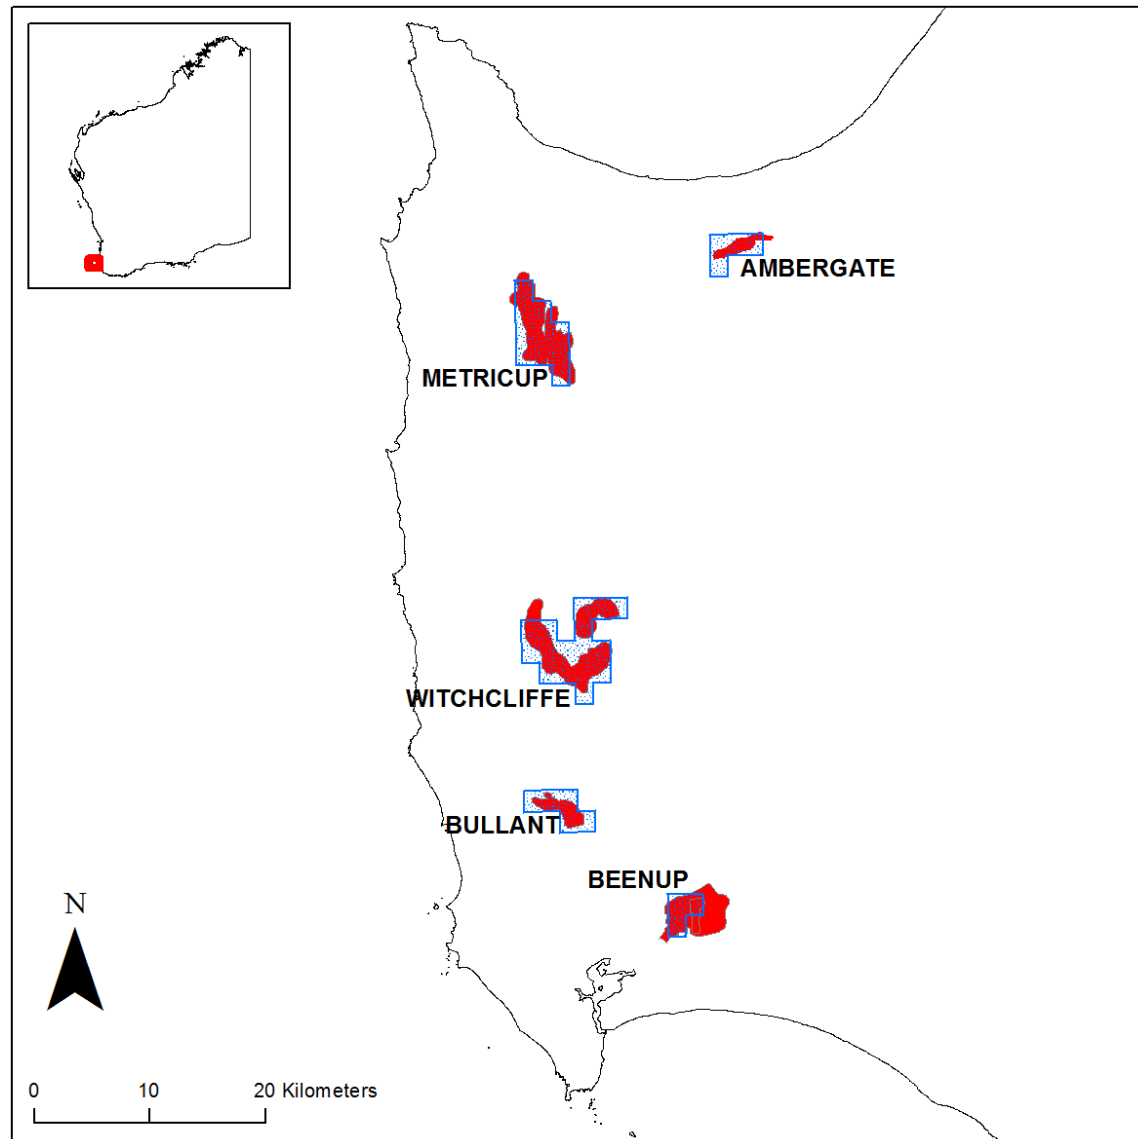 AMBERGATE
METRICUP
WITCHCLIFFE
BULLANT
BEENUP
N
0 10 20 Kilometers